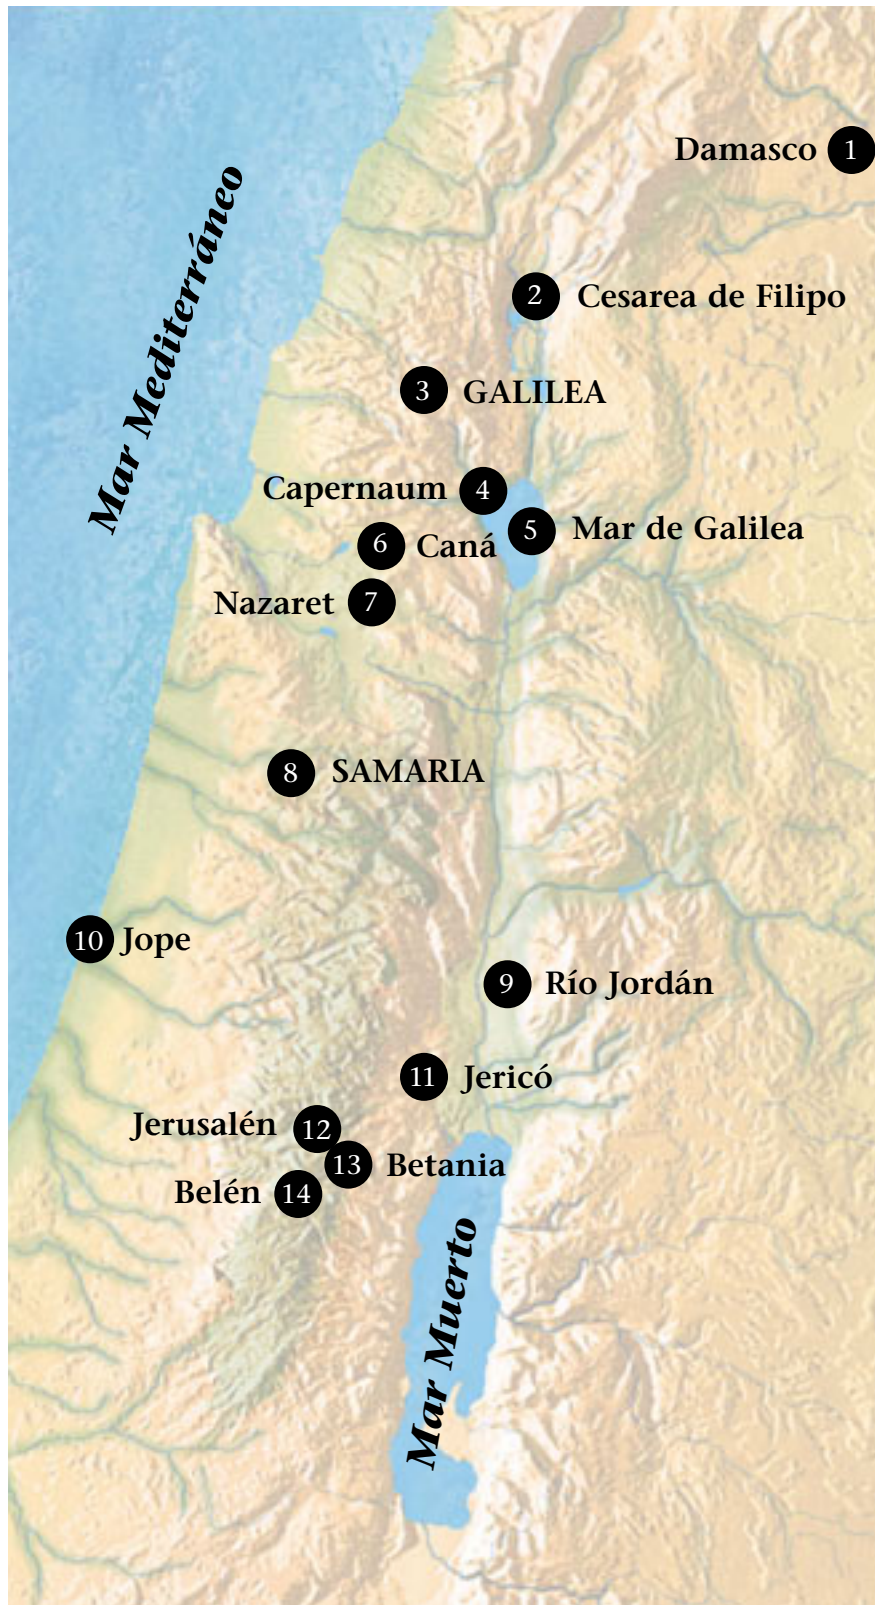 Damasco 1
Mar Mediterráneo
2 Cesarea de Filipo
3 GALILEA
Capernaum 4
5 Mar de Galilea
6 Caná
Nazaret 7
8 SAMARIA
10 Jope
9 Río Jordán
11 Jericó
Jerusalén 12
13 Betania
Belén 14
Mar Muerto